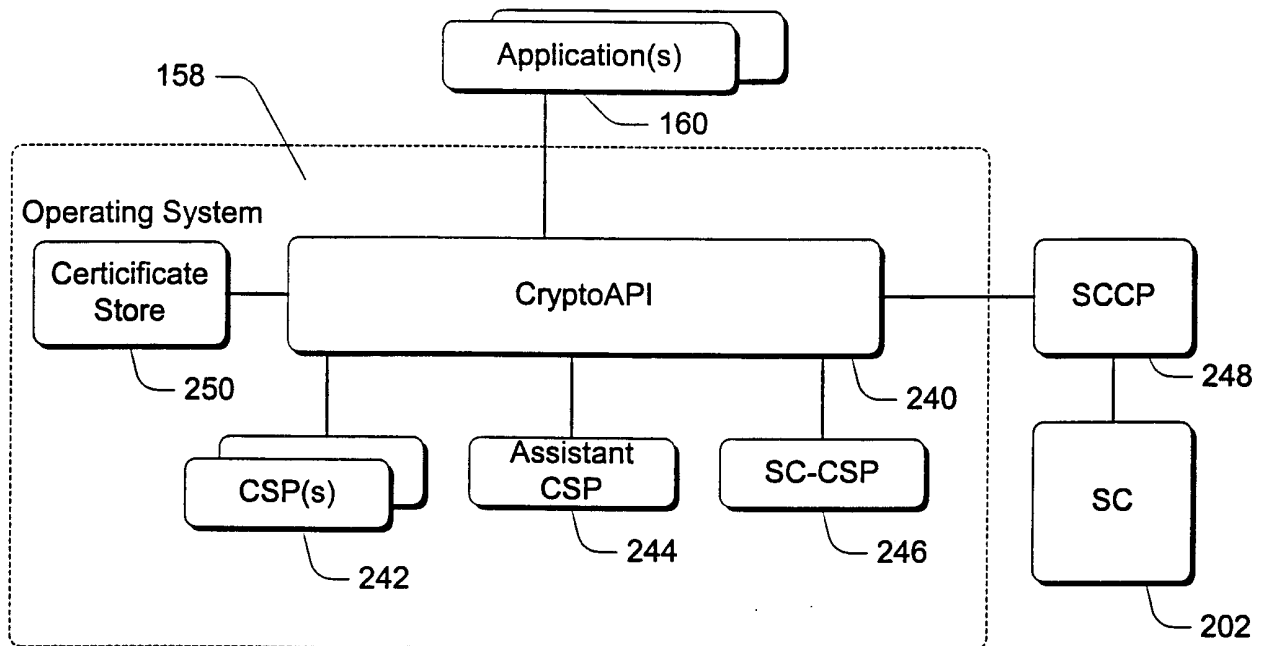 Application(s)
158
160
Operating System
Certicificate
Store
CryptoAPI
SCCP
250
240
248
CSP(s)
Assistant
CSP
SC-CSP
SC
242
244
246
202